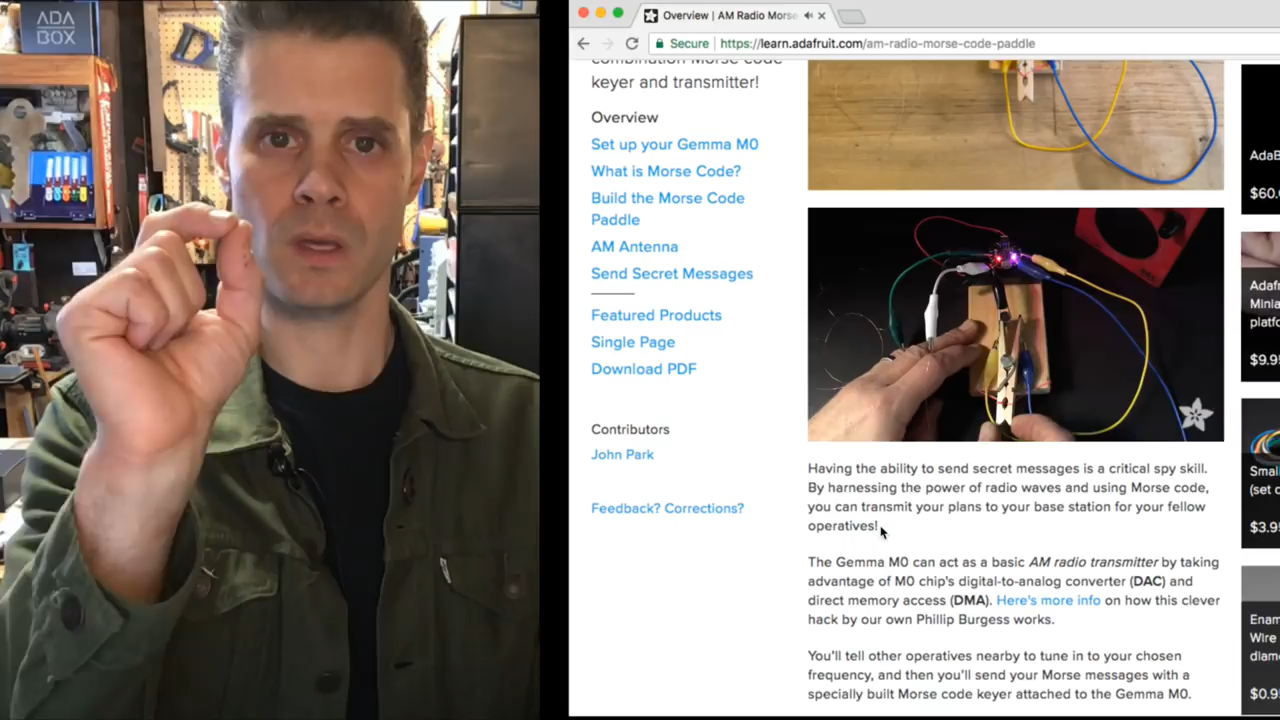 ADA
BOX
Overview | AM Radio Morse
Secure
https://learn.adafruit.com/am-radio-morse-code-paddle
combination Morse code
keyer and transmitter!
Overview
Set up your Gemma M0
What is Morse Code?
Build the Morse Code
Paddle
AM Antenna
Send Secret Messages
Featured Products
Single Page
Download PDF
Contributors
John Park
Feedback? Corrections?
Having the ability to send secret messages is a critical spy skill.
By harnessing the power of radio waves and using Morse code,
you can transmit your plans to your base station for your fellow
operatives!
The Gemma M0 can act as a basic AM radio transmitter by taking
advantage of M0 chip's digital-to-analog converter (DAC) and
direct memory access (DMA). Here's more info on how this clever
hack by our own Phillip Burgess works.
You'll tell other operatives nearby to tune in to your chosen
frequency, and then you'll send your Morse messages with a
specially built Morse code keyer attached to the Gemma M0.
AdaB
$60.
Adafr
Minia
platfo
$9.95
Small
(set o
$3.95
Enam
Wire
diame
$0.95